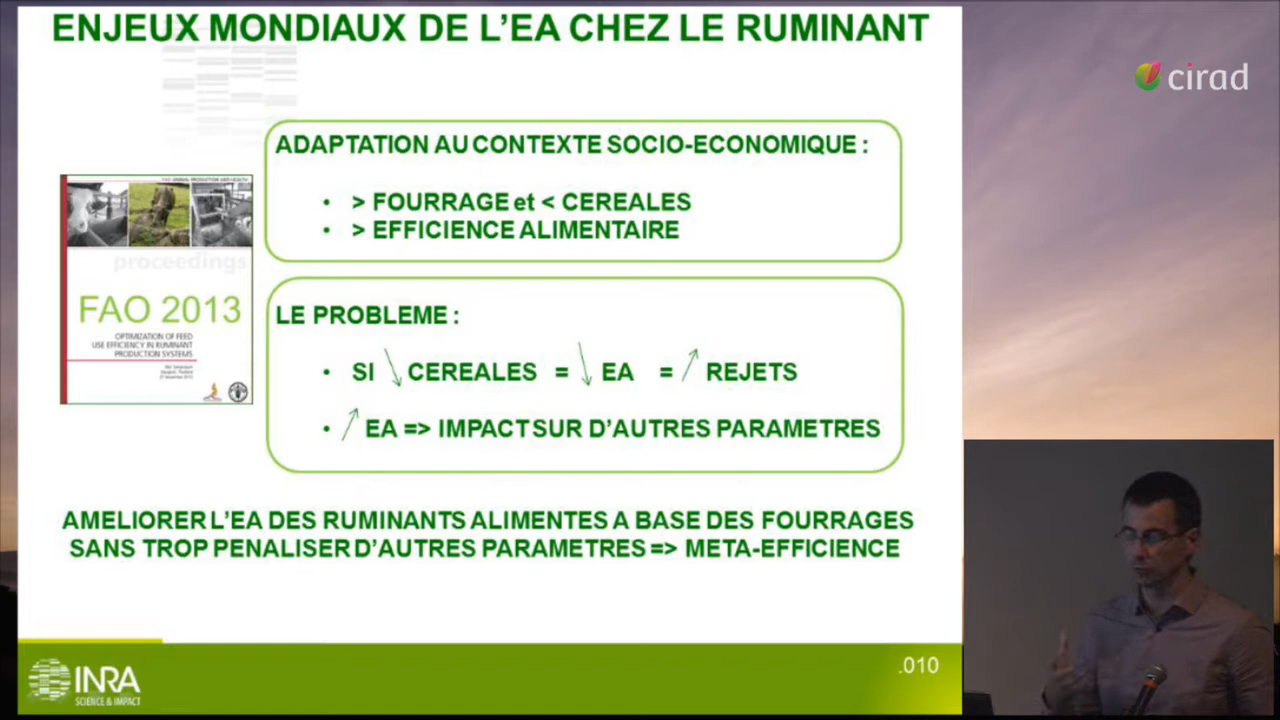 ENJEUX MONDIAUX DE L'EA CHEZ LE RUMINANT
cirad
ADAPTATION AU CONTEXTE SOCIO-ECONOMIQUE :
• > FOURRAGE et < CEREALES
• > EFFICIENCE ALIMENTAIRE
proceedings
FAO 2013
OPTIMIZATION OF FEED
USE EFFICIENCY IN RUMINANT
PRODUCTION SYSTEMS
LE PROBLEME :
• SI ↘ CEREALES = ↘ EA = ↗ REJETS
• ↗ EA => IMPACT SUR D'AUTRES PARAMETRES
AMELIORER L'EA DES RUMINANTS ALIMENTES A BASE DES FOURRAGES
SANS TROP PENALISER D'AUTRES PARAMETRES => META-EFFICIENCE
INRA
SCIENCE & IMPACT
.010